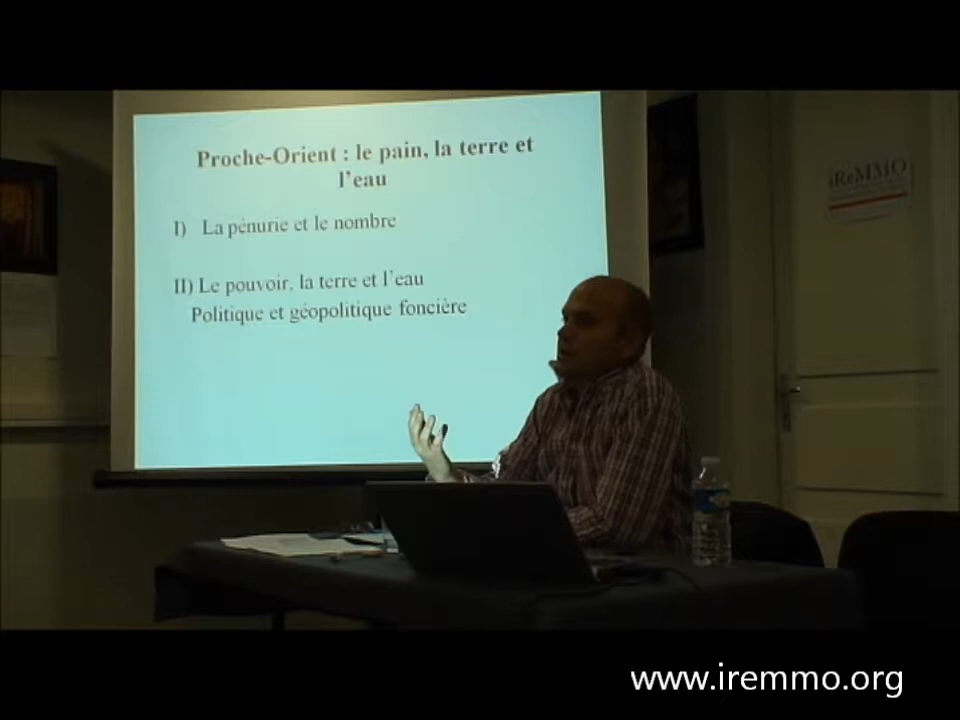 Proche-Orient : le pain, la terre et
l'eau
I) La pénurie et le nombre
II) Le pouvoir, la terre et l'eau
Politique et géopolitique foncière
iReMMO
www.iremmo.org